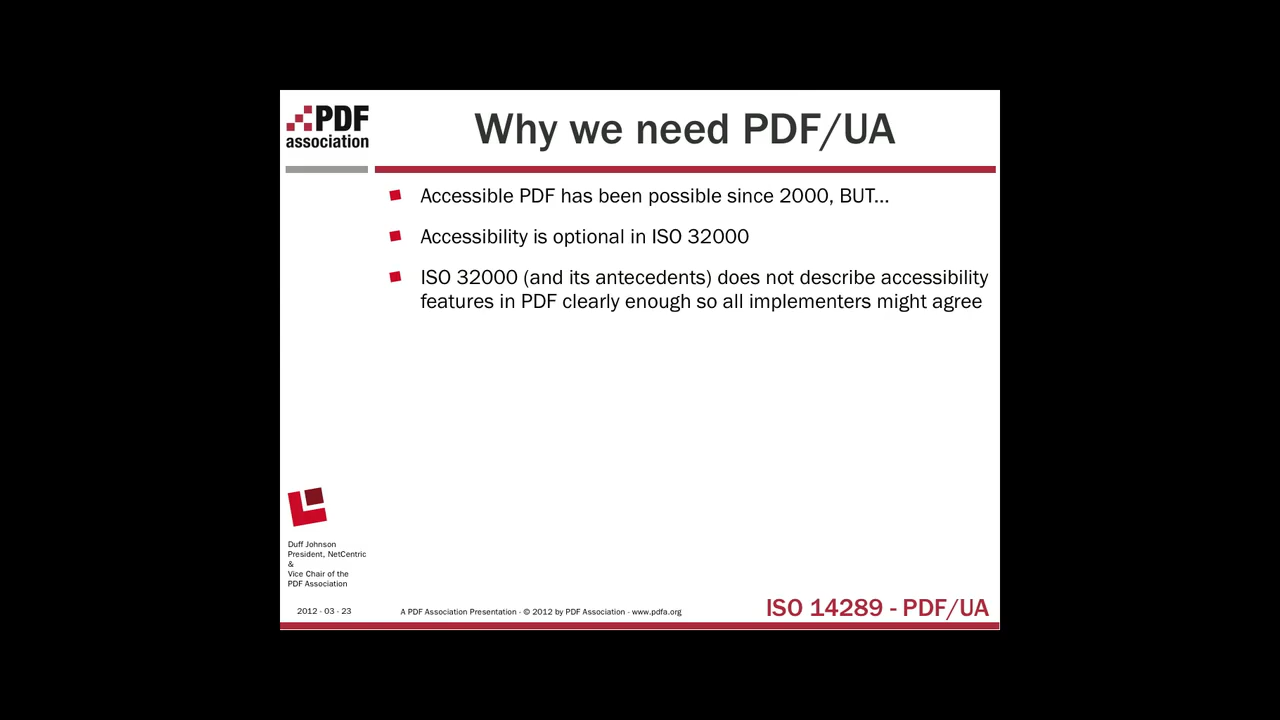 PDF
association
Why we need PDF/UA
Accessible PDF has been possible since 2000, BUT...
Accessibility is optional in ISO 32000
ISO 32000 (and its antecedents) does not describe accessibility
features in PDF clearly enough so all implementers might agree
Duff Johnson
President, NetCentric
&
Vice Chair of the
PDF Association
2012 - 03 - 23
A PDF Association Presentation - © 2012 by PDF Association - www.pdfa.org
ISO 14289 - PDF/UA